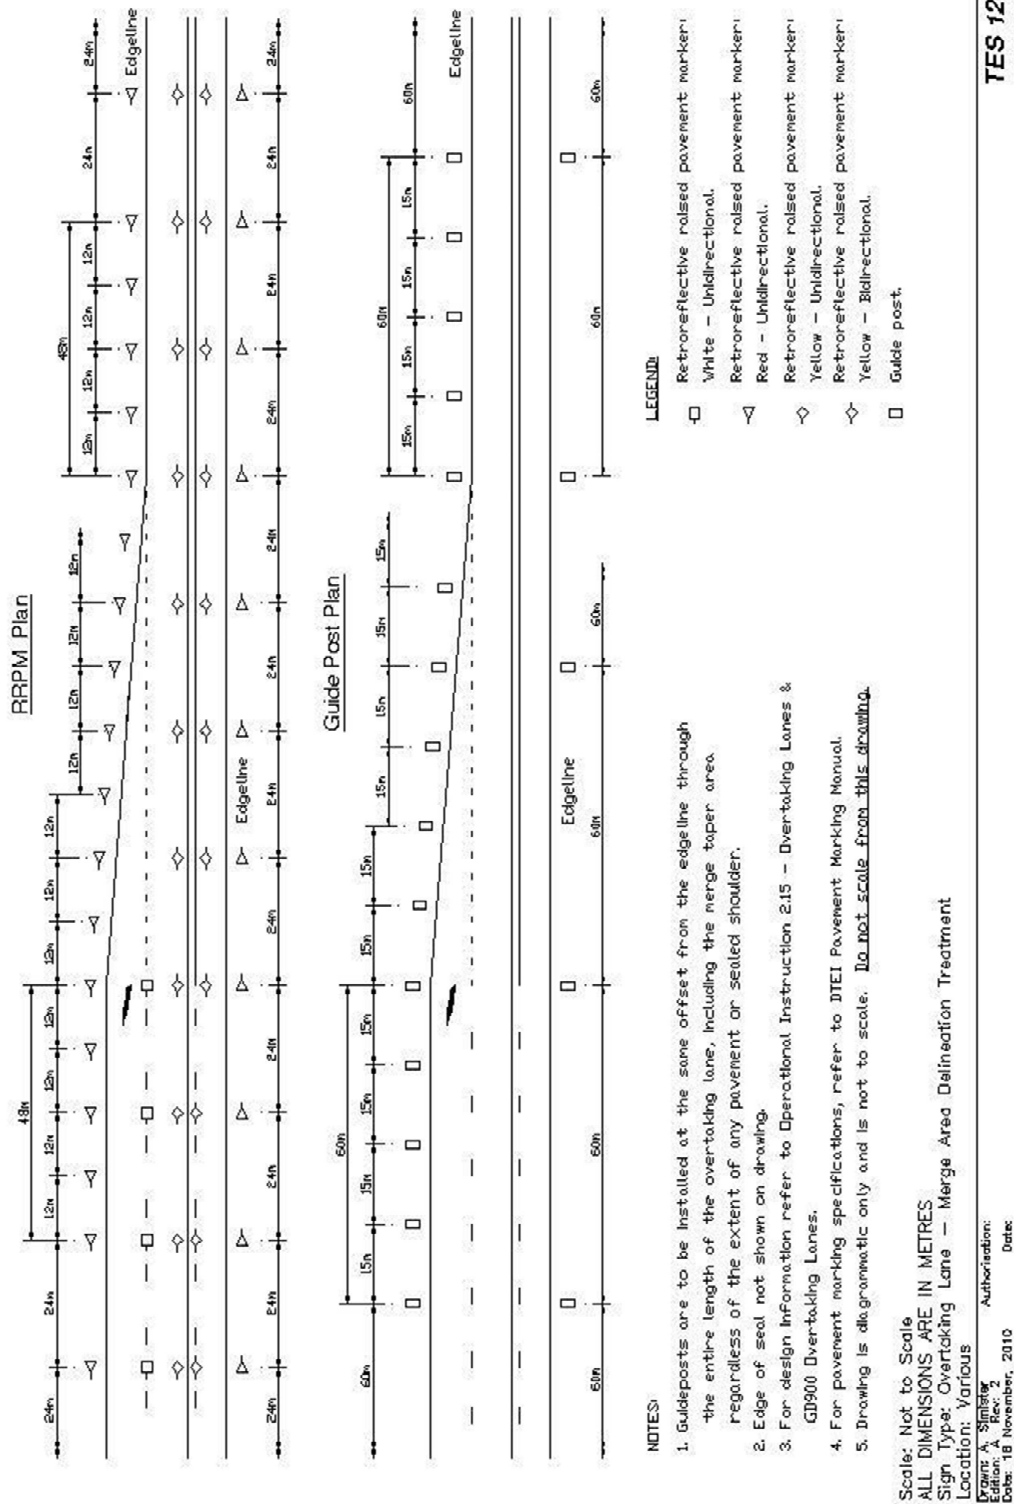 RRPM Plan
48m
24m 24m 12m 12m 12m 12m 12m 12m 12m
48m
12m 12m 12m 12m
12m 12m 12m 12m 24m 24m
Edgeline
Edgeline
24m 24m 24m 24m 24m 24m 24m 24m 24m 24m 24m 24m
Guide Post Plan
60m
60m 15m 15m 15m 15m 15m 15m
60m
15m 15m 15m 15m
15m 15m 15m 15m 60m
Edgeline
Edgeline
60m 60m 60m 60m 60m 60m
NOTES:
1. Guideposts are to be installed at the same offset from the edgeline through
the entire length of the overtaking lane, including the merge taper area
regardless of the extent of any pavement or sealed shoulder.
2. Edge of seal not shown on drawing.
3. For design information refer to Operational Instruction 2.15 - Overtaking Lanes &
GD900 Overtaking Lanes.
4. For pavement marking specifications, refer to DTEI Pavement Marking Manual.
5. Drawing is diagrammatic only and is not to scale. Do not scale from this drawing.
LEGEND:
Retroreflective raised pavement marker:
White - Unidirectional.
Retroreflective raised pavement marker:
Red - Unidirectional.
Retroreflective raised pavement marker:
Yellow - Unidirectional.
Retroreflective raised pavement marker:
Yellow - Bidirectional.
Guide post.
Scale: Not to Scale
ALL DIMENSIONS ARE IN METRES
Sign Type: Overtaking Lane - Merge Area Delineation Treatment
Location: Various
Drawn: A. Simister
Edition: A Rev: 2
Date: 18 November, 2010
Authorisation:
Date:
TES 12